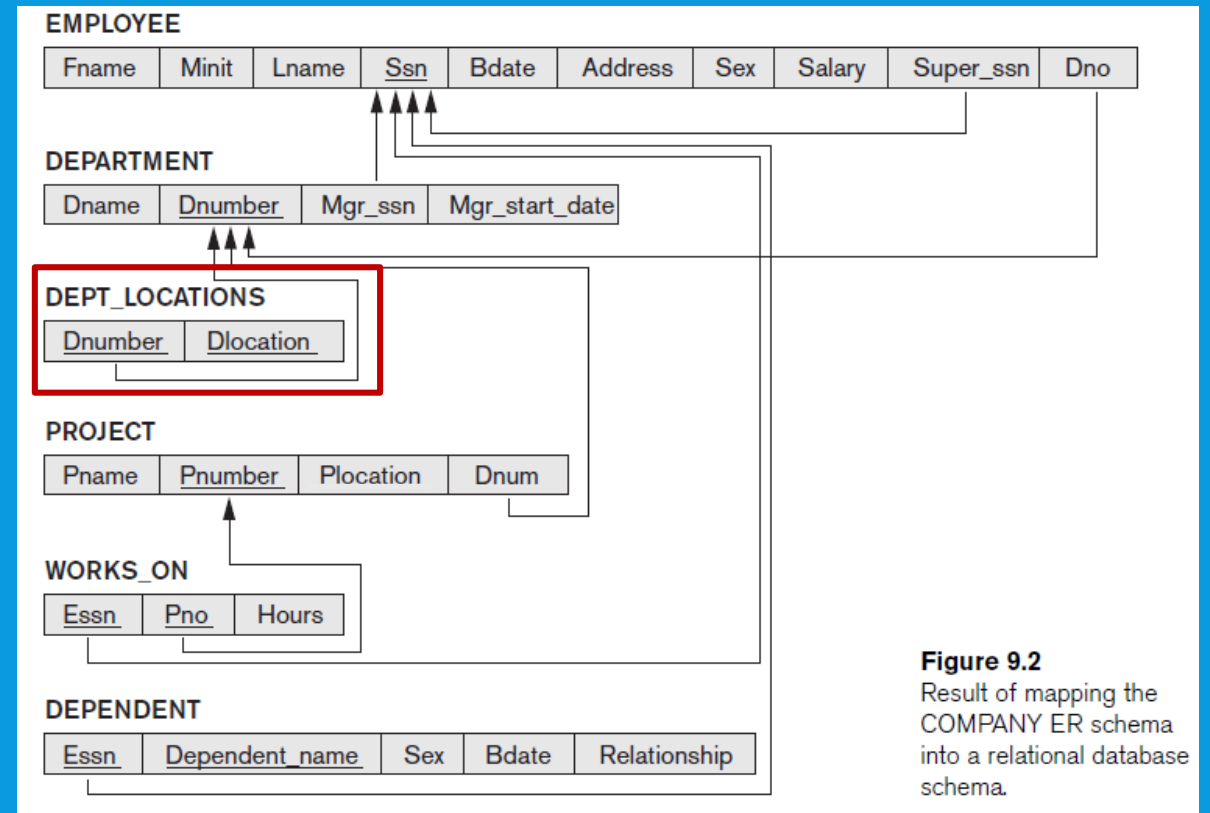 EMPLOYEE
Fname Minit Lname Ssn Bdate Address Sex Salary Super_ssn Dno
DEPARTMENT
Dname Dnumber Mgr_ssn Mgr_start_date
DEPT_LOCATIONS
Dnumber Dlocation
PROJECT
Pname Pnumber Plocation Dnum
WORKS_ON
Essn Pno Hours
DEPENDENT
Essn Dependent_name Sex Bdate Relationship
Figure 9.2
Result of mapping the
COMPANY ER schema
into a relational database
schema.